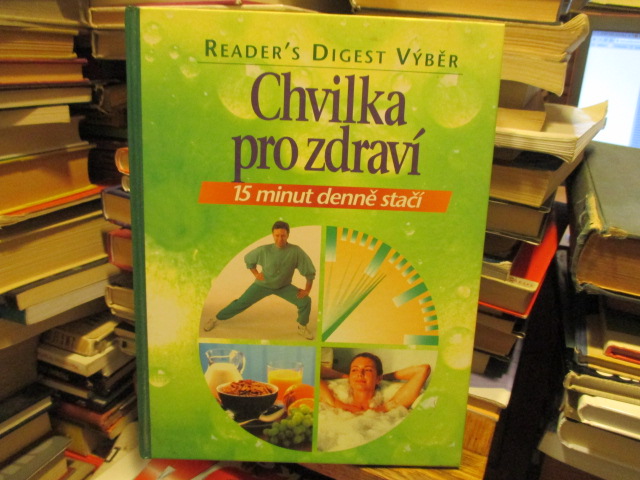 READER'S DIGEST VÝBĚR
Chvilka
pro zdraví
15 minut denně stačí